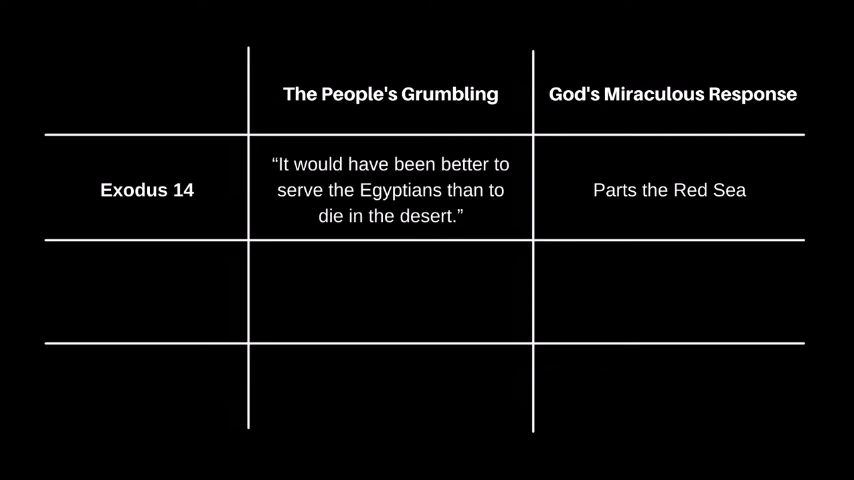 The People's Grumbling
God's Miraculous Response
Exodus 14
“It would have been better to
serve the Egyptians than to
die in the desert.”
Parts the Red Sea